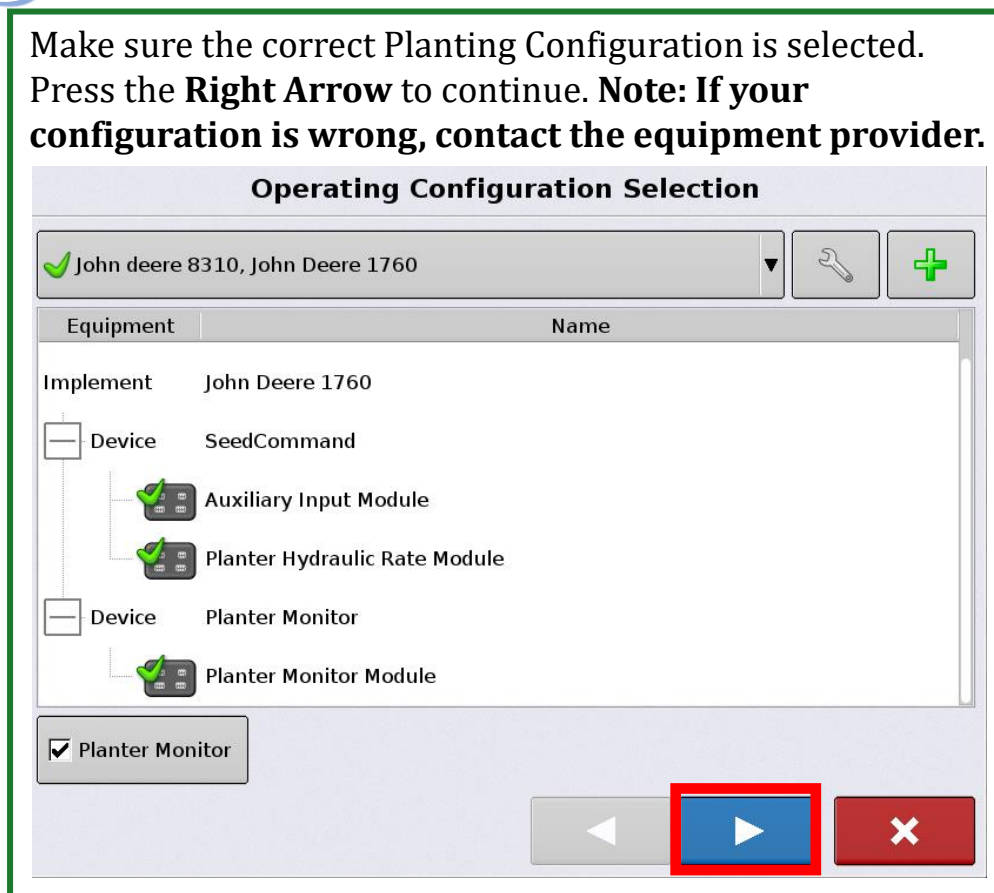 Make sure the correct Planting Configuration is selected.
Press the Right Arrow to continue. Note: If your
configuration is wrong, contact the equipment provider.
Operating Configuration Selection
John deere 8310, John Deere 1760
Equipment Name
Implement John Deere 1760
Device SeedCommand
Auxiliary Input Module
Planter Hydraulic Rate Module
Device Planter Monitor
Planter Monitor Module
Planter Monitor